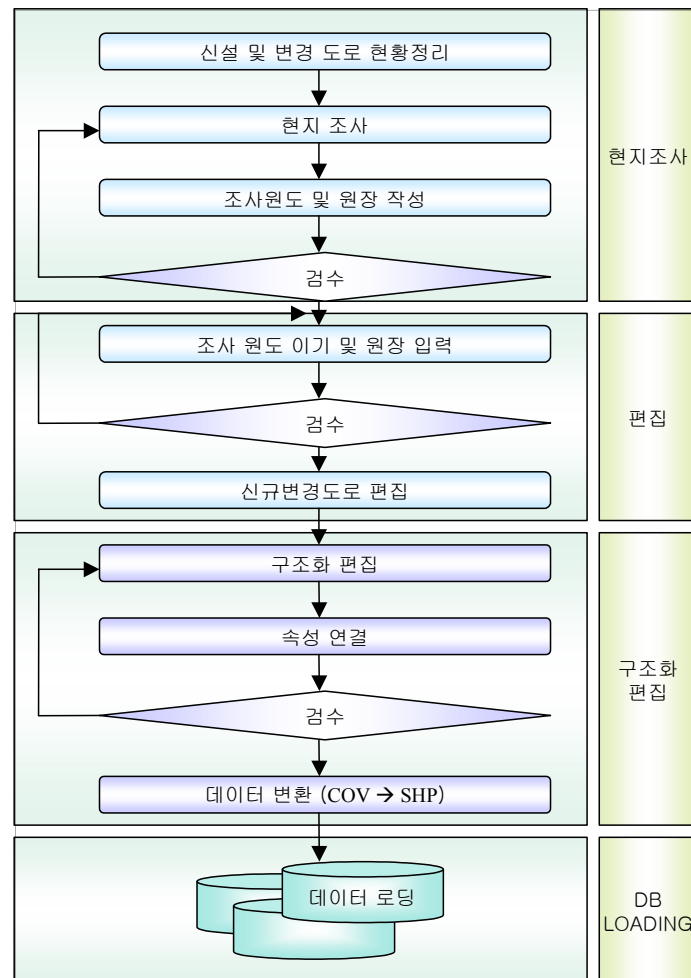 신설 및 변경 도로 현황정리
현지 조사
조사원도 및 원장 작성
검수
현지조사
조사 원도 이기 및 원장 입력
검수
신규변경도로 편집
편집
구조화 편집
속성 연결
검수
데이터 변환 (COV → SHP)
구조화
편집
데이터 로딩
DB
LOADING